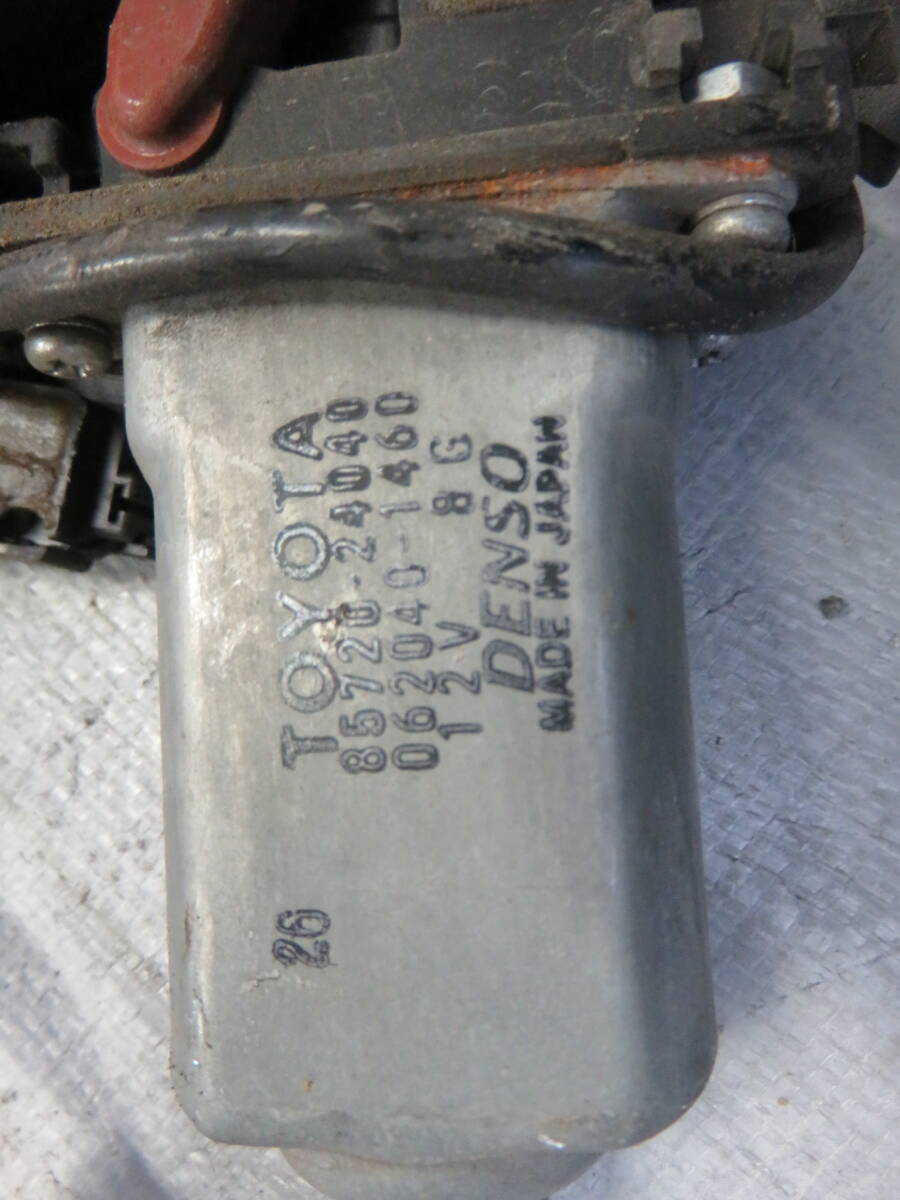 TOYOTA
85720-24040
062040-1460
12V 8G
DENSO
MADE IN JAPAN
26